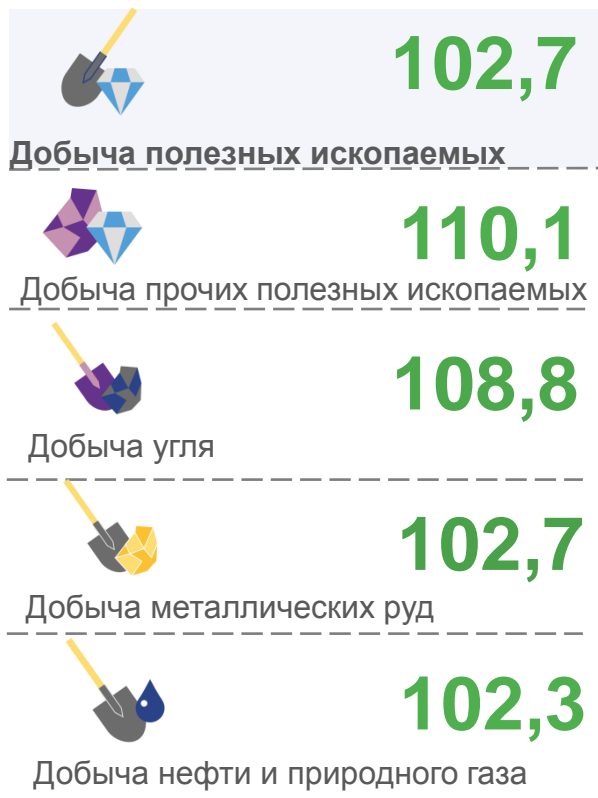 102,7
Добыча полезных ископаемых
110,1
Добыча прочих полезных ископаемых
108,8
Добыча угля
102,7
Добыча металлических руд
102,3
Добыча нефти и природного газа